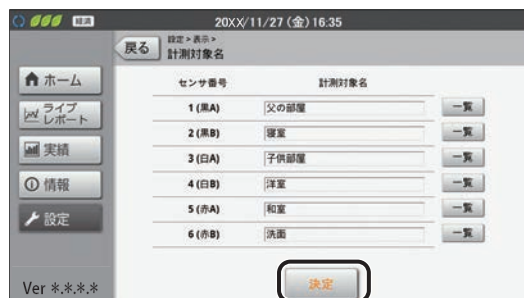 経済
20XX/11/27 (金) 16:35
戻る
設定>表示>
計測対象名
ホーム
ライブ
レポート
実績
情報
設定
Ver *.*.*.*
センサ番号 計測対象名
1 (黒A) 父の部屋 一覧
2 (黒B) 寝室 一覧
3 (白A) 子供部屋 一覧
4 (白B) 洋室 一覧
5 (赤A) 和室 一覧
6 (赤B) 洗面 一覧
決定